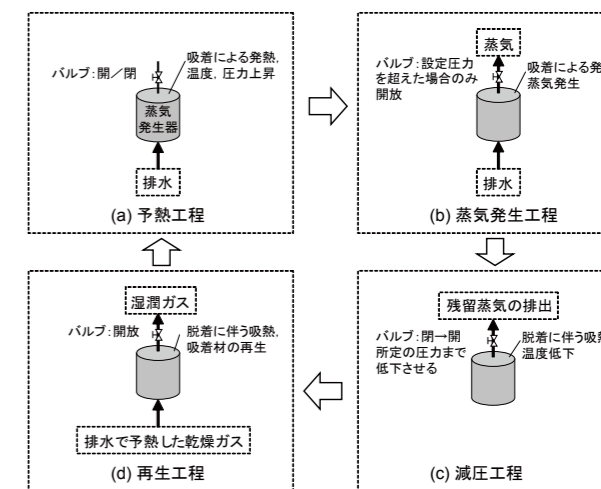 バルブ:開／閉
吸着による発熱,
温度, 圧力上昇
蒸気
発生器
排水
(a) 予熱工程
蒸気
バルブ:設定圧力
を超えた場合のみ
開放
吸着による発
蒸気発生
排水
(b) 蒸気発生工程
湿潤ガス
バルブ:開放
脱着に伴う吸熱,
吸着材の再生
排水で予熱した乾燥ガス
(d) 再生工程
残留蒸気の排出
バルブ:閉→開
所定の圧力まで
低下させる
脱着に伴う吸熱
温度低下
(c) 減圧工程